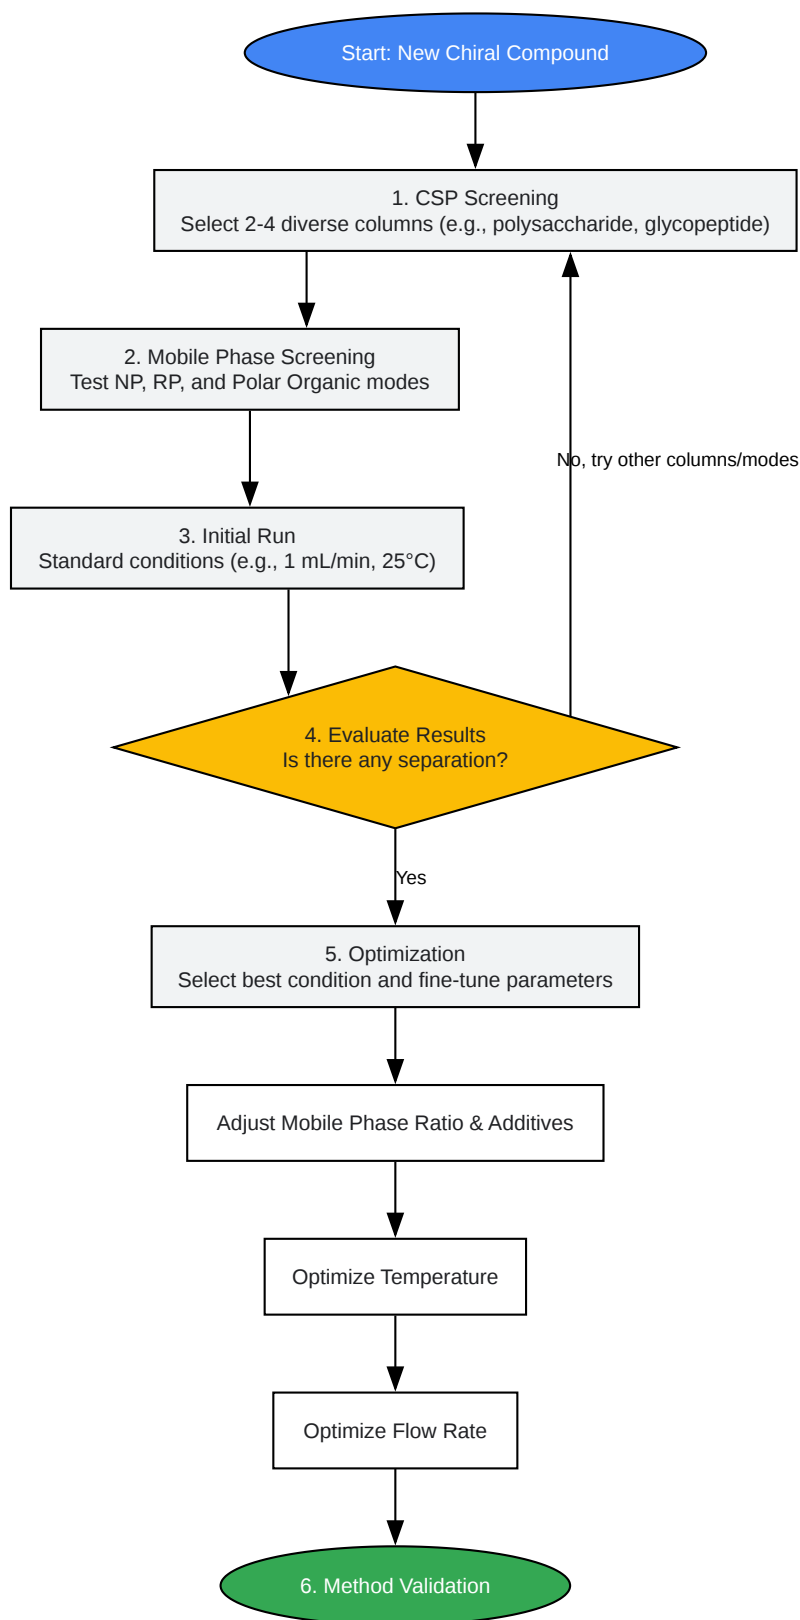 Start: New Chiral Compound
1. CSP Screening
Select 2-4 diverse columns (e.g., polysaccharide, glycopeptide)
2. Mobile Phase Screening
Test NP, RP, and Polar Organic modes
No, try other columns/modes
3. Initial Run
Standard conditions (e.g., 1 mL/min, 25°C)
4. Evaluate Results
Is there any separation?
Yes
5. Optimization
Select best condition and fine-tune parameters
Adjust Mobile Phase Ratio & Additives
Optimize Temperature
Optimize Flow Rate
6. Method Validation